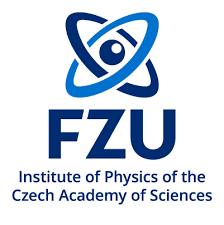 FZU
Institute of Physics of the
Czech Academy of Sciences